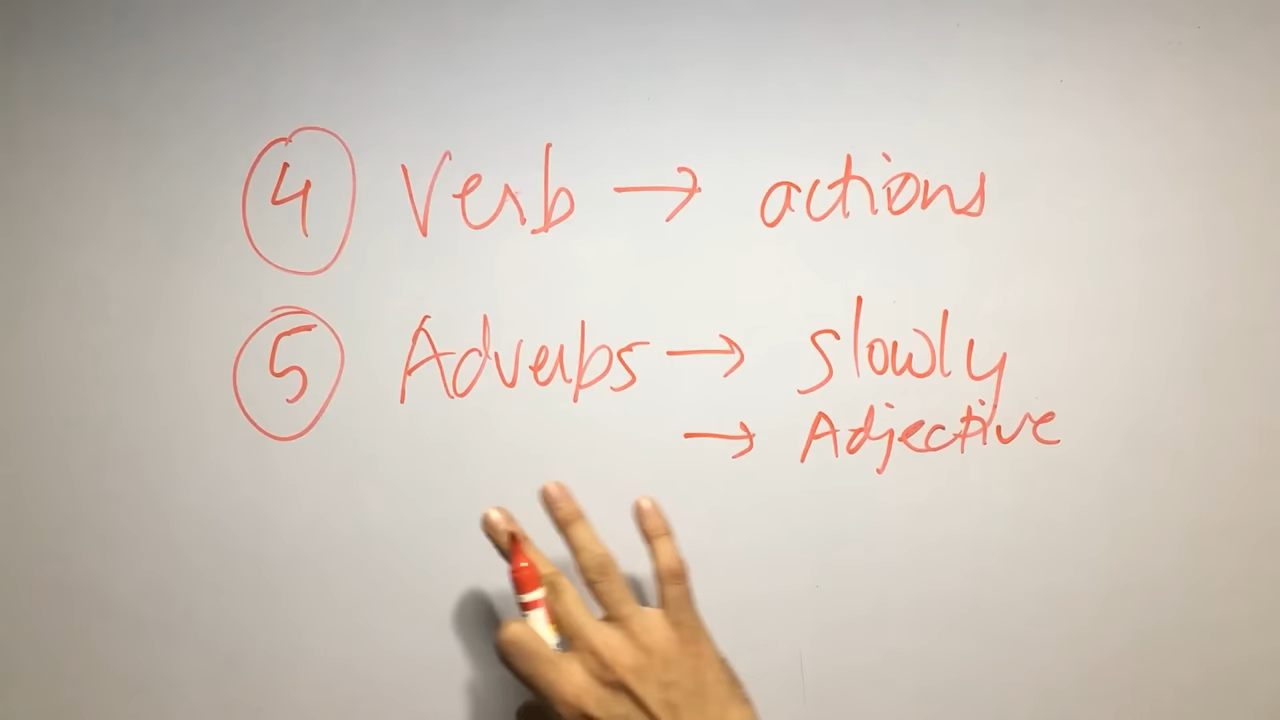 4 Verb → actions
5 Adverbs → slowly
→ Adjective